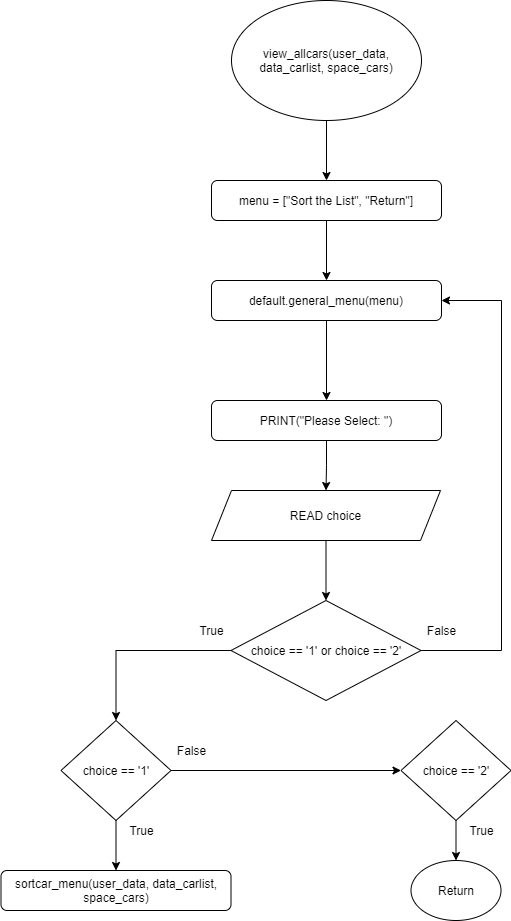 view_allcars(user_data,
data_carlist, space_cars)
menu = ["Sort the List", "Return"]
default.general_menu(menu)
PRINT("Please Select: ")
READ choice
True
False
choice == '1' or choice == '2'
False
choice == '1'
choice == '2'
True
True
sortcar_menu(user_data, data_carlist,
space_cars)
Return